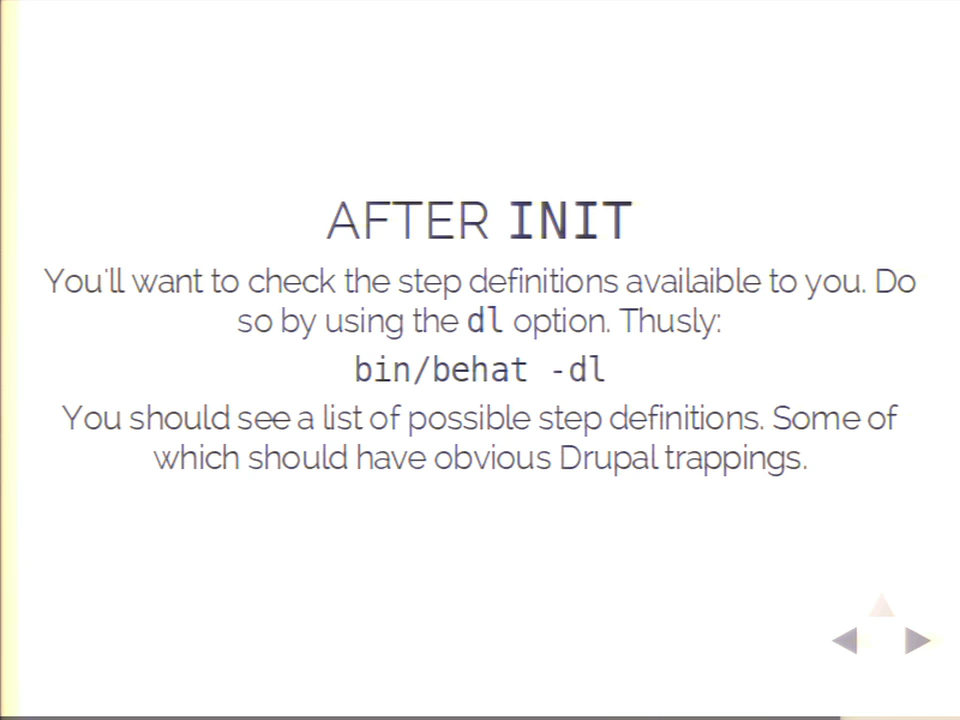 AFTER INIT
You'll want to check the step definitions availaible to you. Do
so by using the dl option. Thusly:
bin/behat -dl
You should see a list of possible step definitions. Some of
which should have obvious Drupal trappings.